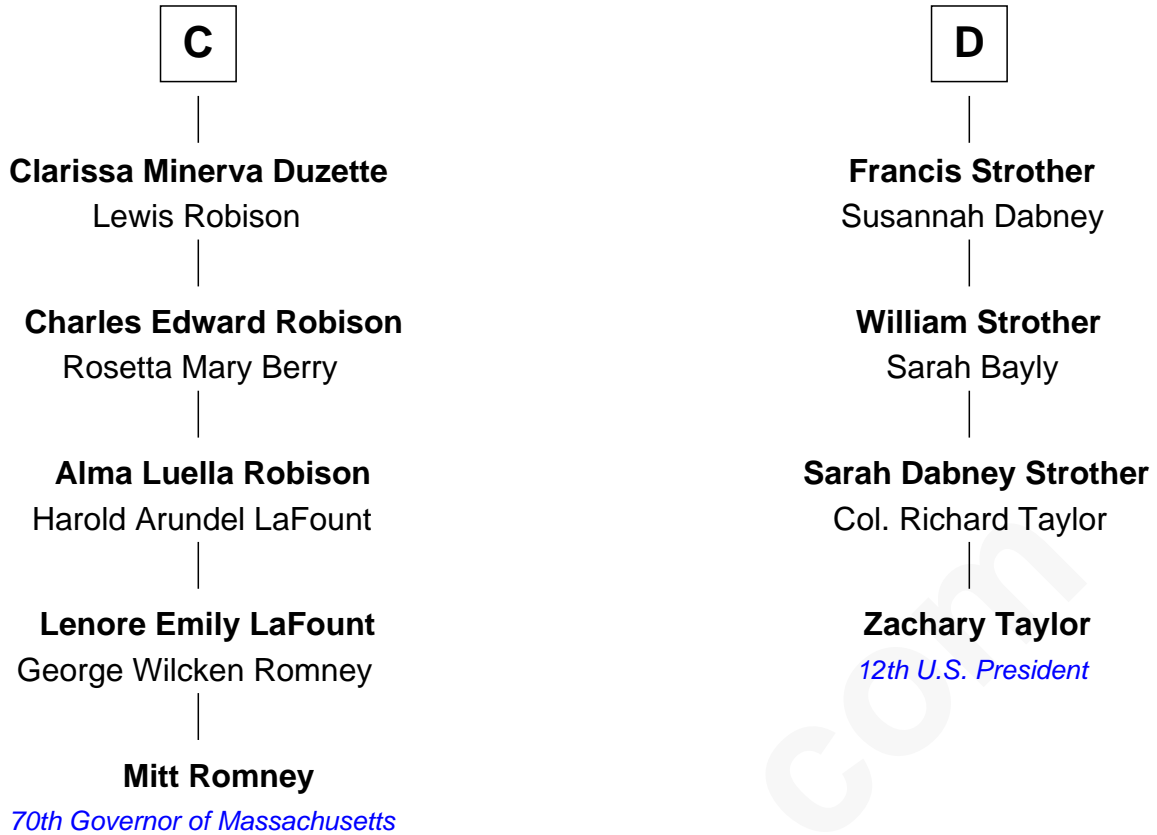 C
Clarissa Minerva Duzette
Lewis Robison
Charles Edward Robison
Rosetta Mary Berry
Alma Luella Robison
Harold Arundel LaFount
Lenore Emily LaFount
George Wilcken Romney
Mitt Romney
70th Governor of Massachusetts
D
Francis Strother
Susannah Dabney
William Strother
Sarah Bayly
Sarah Dabney Strother
Col. Richard Taylor
Zachary Taylor
12th U.S. President
com